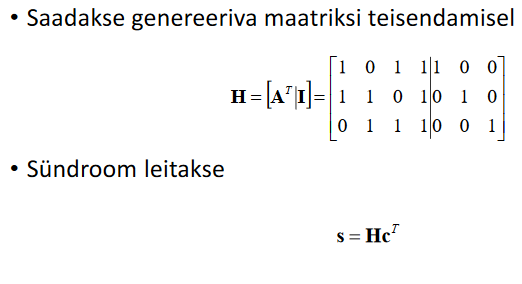 • Saadakse genereeriva maatriksi teisendamisel
1 0 1 1 1 0 0
H = [A^T|I] = 1 1 0 1 0 1 0
0 1 1 1 0 0 1
• Sündroom leitakse
s = Hc^T